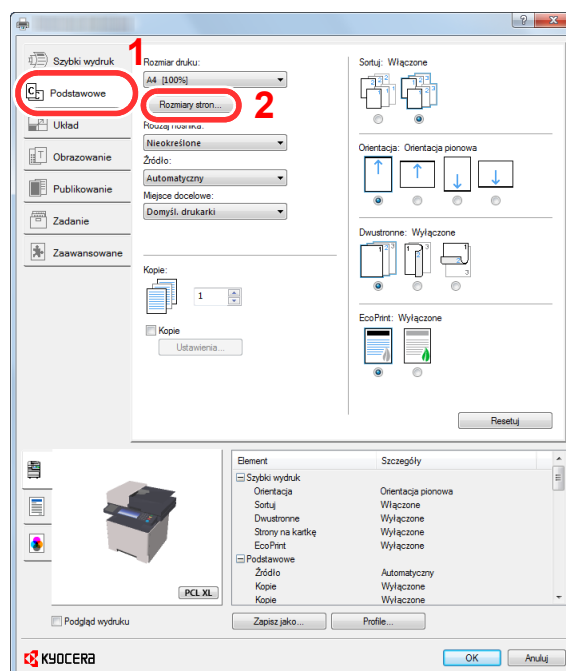 1
Szybki wydruk
Podstawowe
Układ
Obrazowanie
Publikowanie
Zadanie
Zaawansowane
Rozmiar druku:
A4 [100%]
Rozmiary stron...
2
Rodzaj nośnika:
Nieokreślone
Źródło:
Automatyczny
Miejsce docelowe:
Domyśl. drukarki
Kopie:
1
Kopie
Ustawienia...
Sortuj: Włączone
Orientacja: Orientacja pionowa
Dwustronne: Wyłączone
EcoPrint: Wyłączone
Resetuj
PCL XL
Podgląd wydruku
Element Szczegóły
Szybki wydruk
Orientacja Orientacja pionowa
Sortuj Włączone
Dwustronne Wyłączone
Strony na kartkę Wyłączone
EcoPrint Wyłączone
Podstawowe
Źródło Automatyczny
Kopie Wyłączone
Kopie Wyłączone
Zapisz jako... Profile...
KYOCERA
OK Anuluj